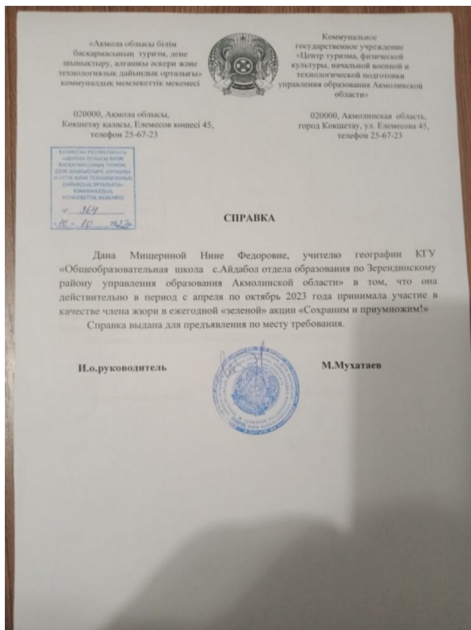 «Ақмола облысы білім
басқармасының туризм, дене
шынықтыру, алғашқы әскери және
технологиялық дайындық орталығы»
коммуналдық мемлекеттік мекемесі
Коммунальное
государственное учреждение
«Центр туризма, физической
культуры, начальной военной и
технологической подготовки
управления образования Акмолинской
области»
020000, Ақмола облысы,
Көкшетау қаласы, Елемесов көшесі 45,
телефон 25-67-23
020000, Акмолинская область,
город Кокшетау, ул. Елемесова 45,
телефон 25-67-23
№ 264
СПРАВКА
Дана Мищериной Нине Федоровне, учителю географии КГУ
«Общеобразовательная школа с.Айдабол отдела образования по Зерендинскому
району управления образования Акмолинской области» в том, что она
действительно в период с апреля по октябрь 2023 года принимала участие в
качестве члена жюри в ежегодной «зеленой» акции «Сохраним и приумножим!»
Справка выдана для предъявления по месту требования.
И.о.руководитель
М.Мухатаев